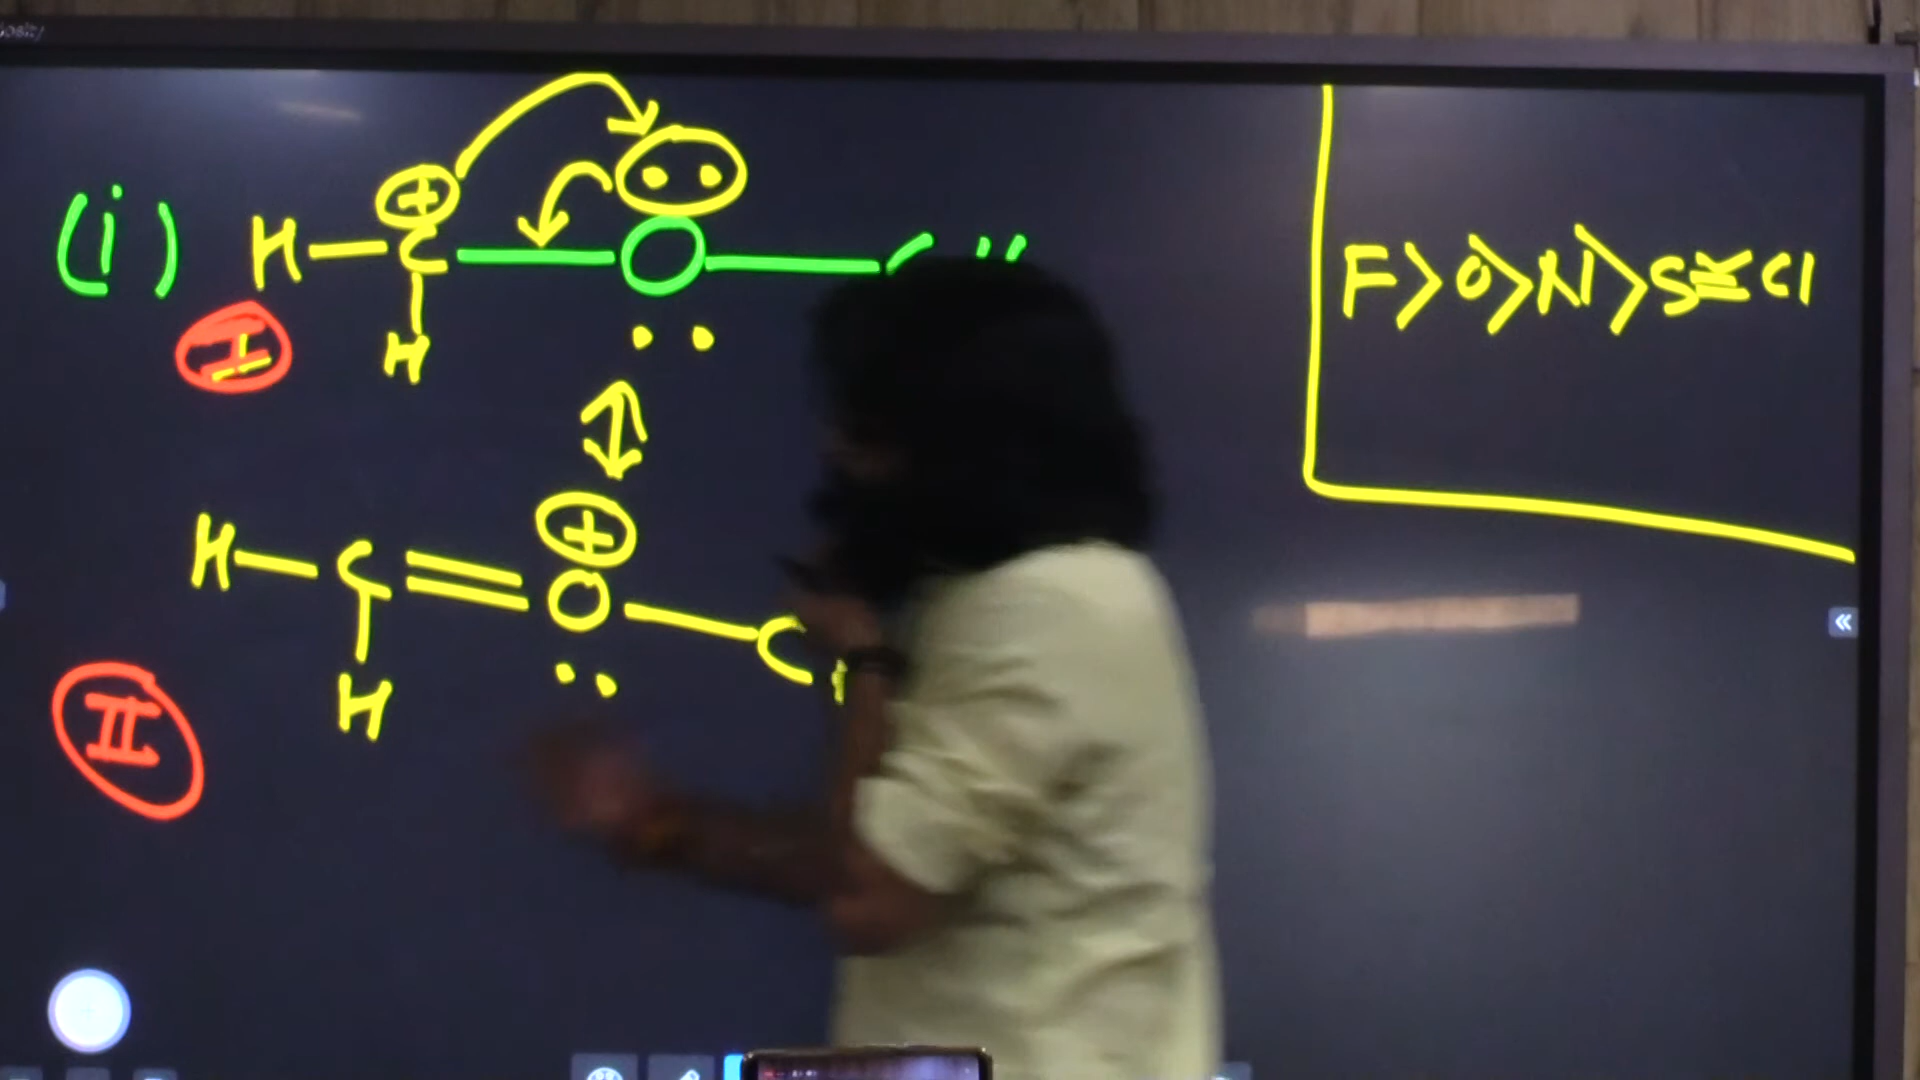 ⊕ ••
(i) H—C—O—
H ••
I
F>O>N>S≅Cl
⊕
H—C=O—C
H ••
II